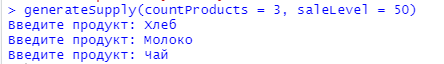 > generateSupply(countProducts = 3, saleLevel = 50)
Введите продукт: Хлеб
Введите продукт: Молоко
Введите продукт: Чай